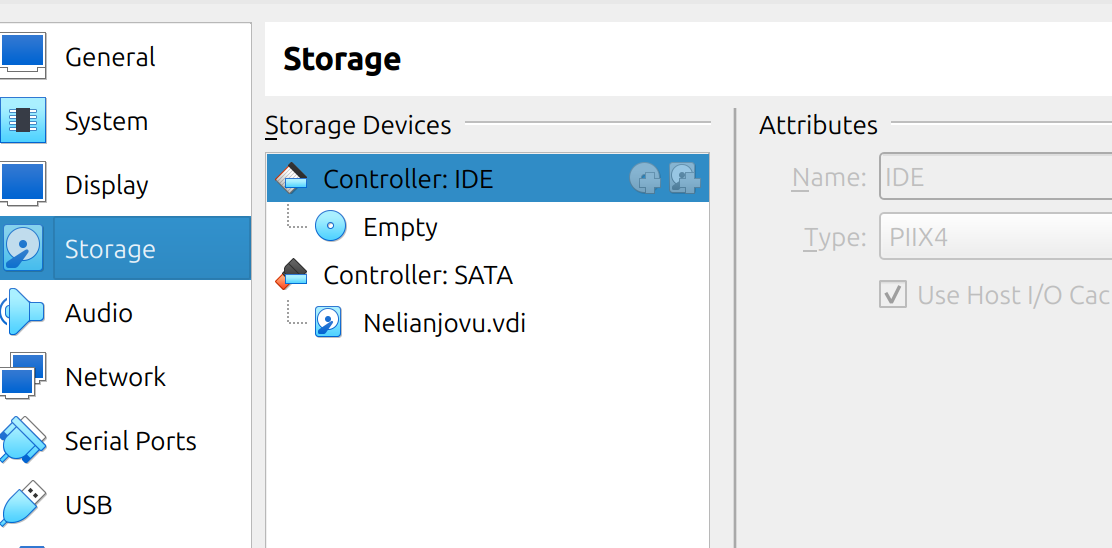 General
System
Display
Storage
Audio
Network
Serial Ports
USB
Storage
Storage Devices
Controller: IDE
Empty
Controller: SATA
Nelianjovu.vdi
Attributes
Name: IDE
Type: PIIX4
Use Host I/O Cac